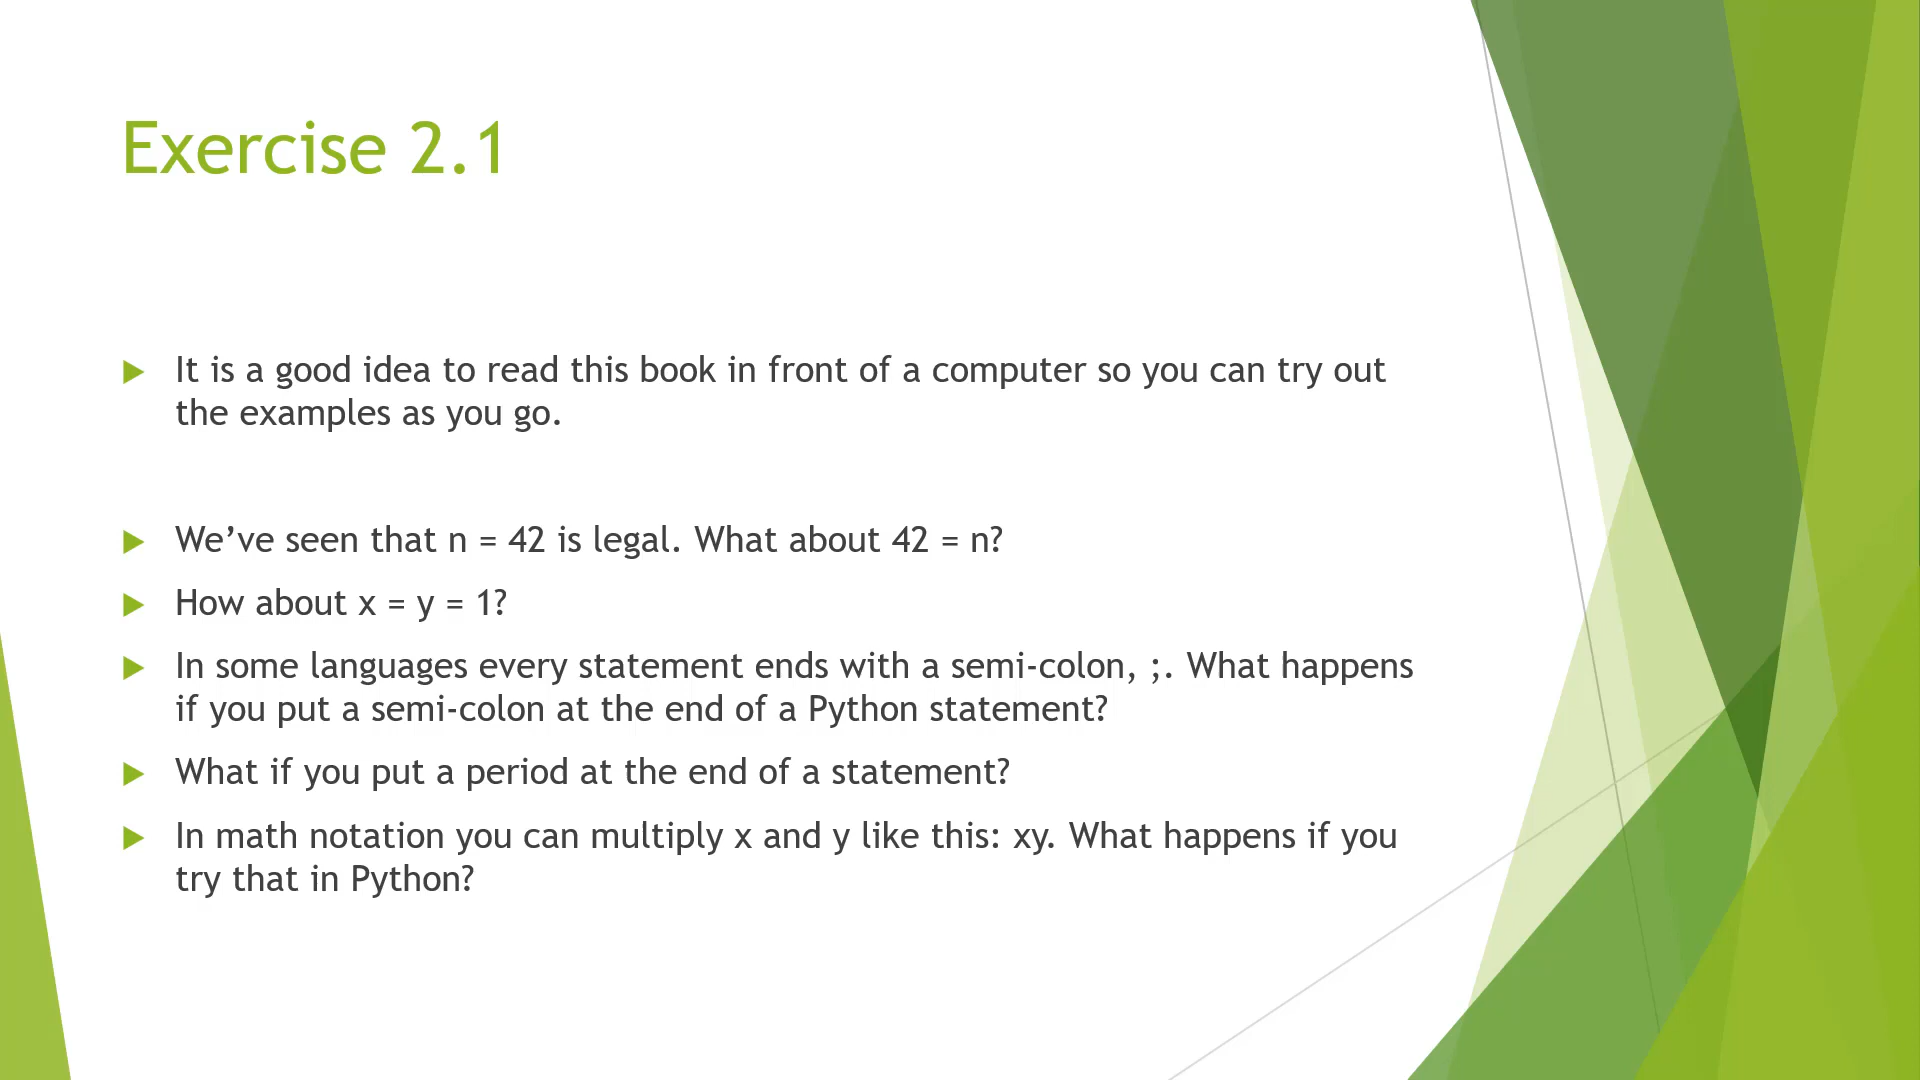 Exercise 2.1
It is a good idea to read this book in front of a computer so you can try out
the examples as you go.
We’ve seen that n = 42 is legal. What about 42 = n?
How about x = y = 1?
In some languages every statement ends with a semi-colon, ;. What happens
if you put a semi-colon at the end of a Python statement?
What if you put a period at the end of a statement?
In math notation you can multiply x and y like this: xy. What happens if you
try that in Python?